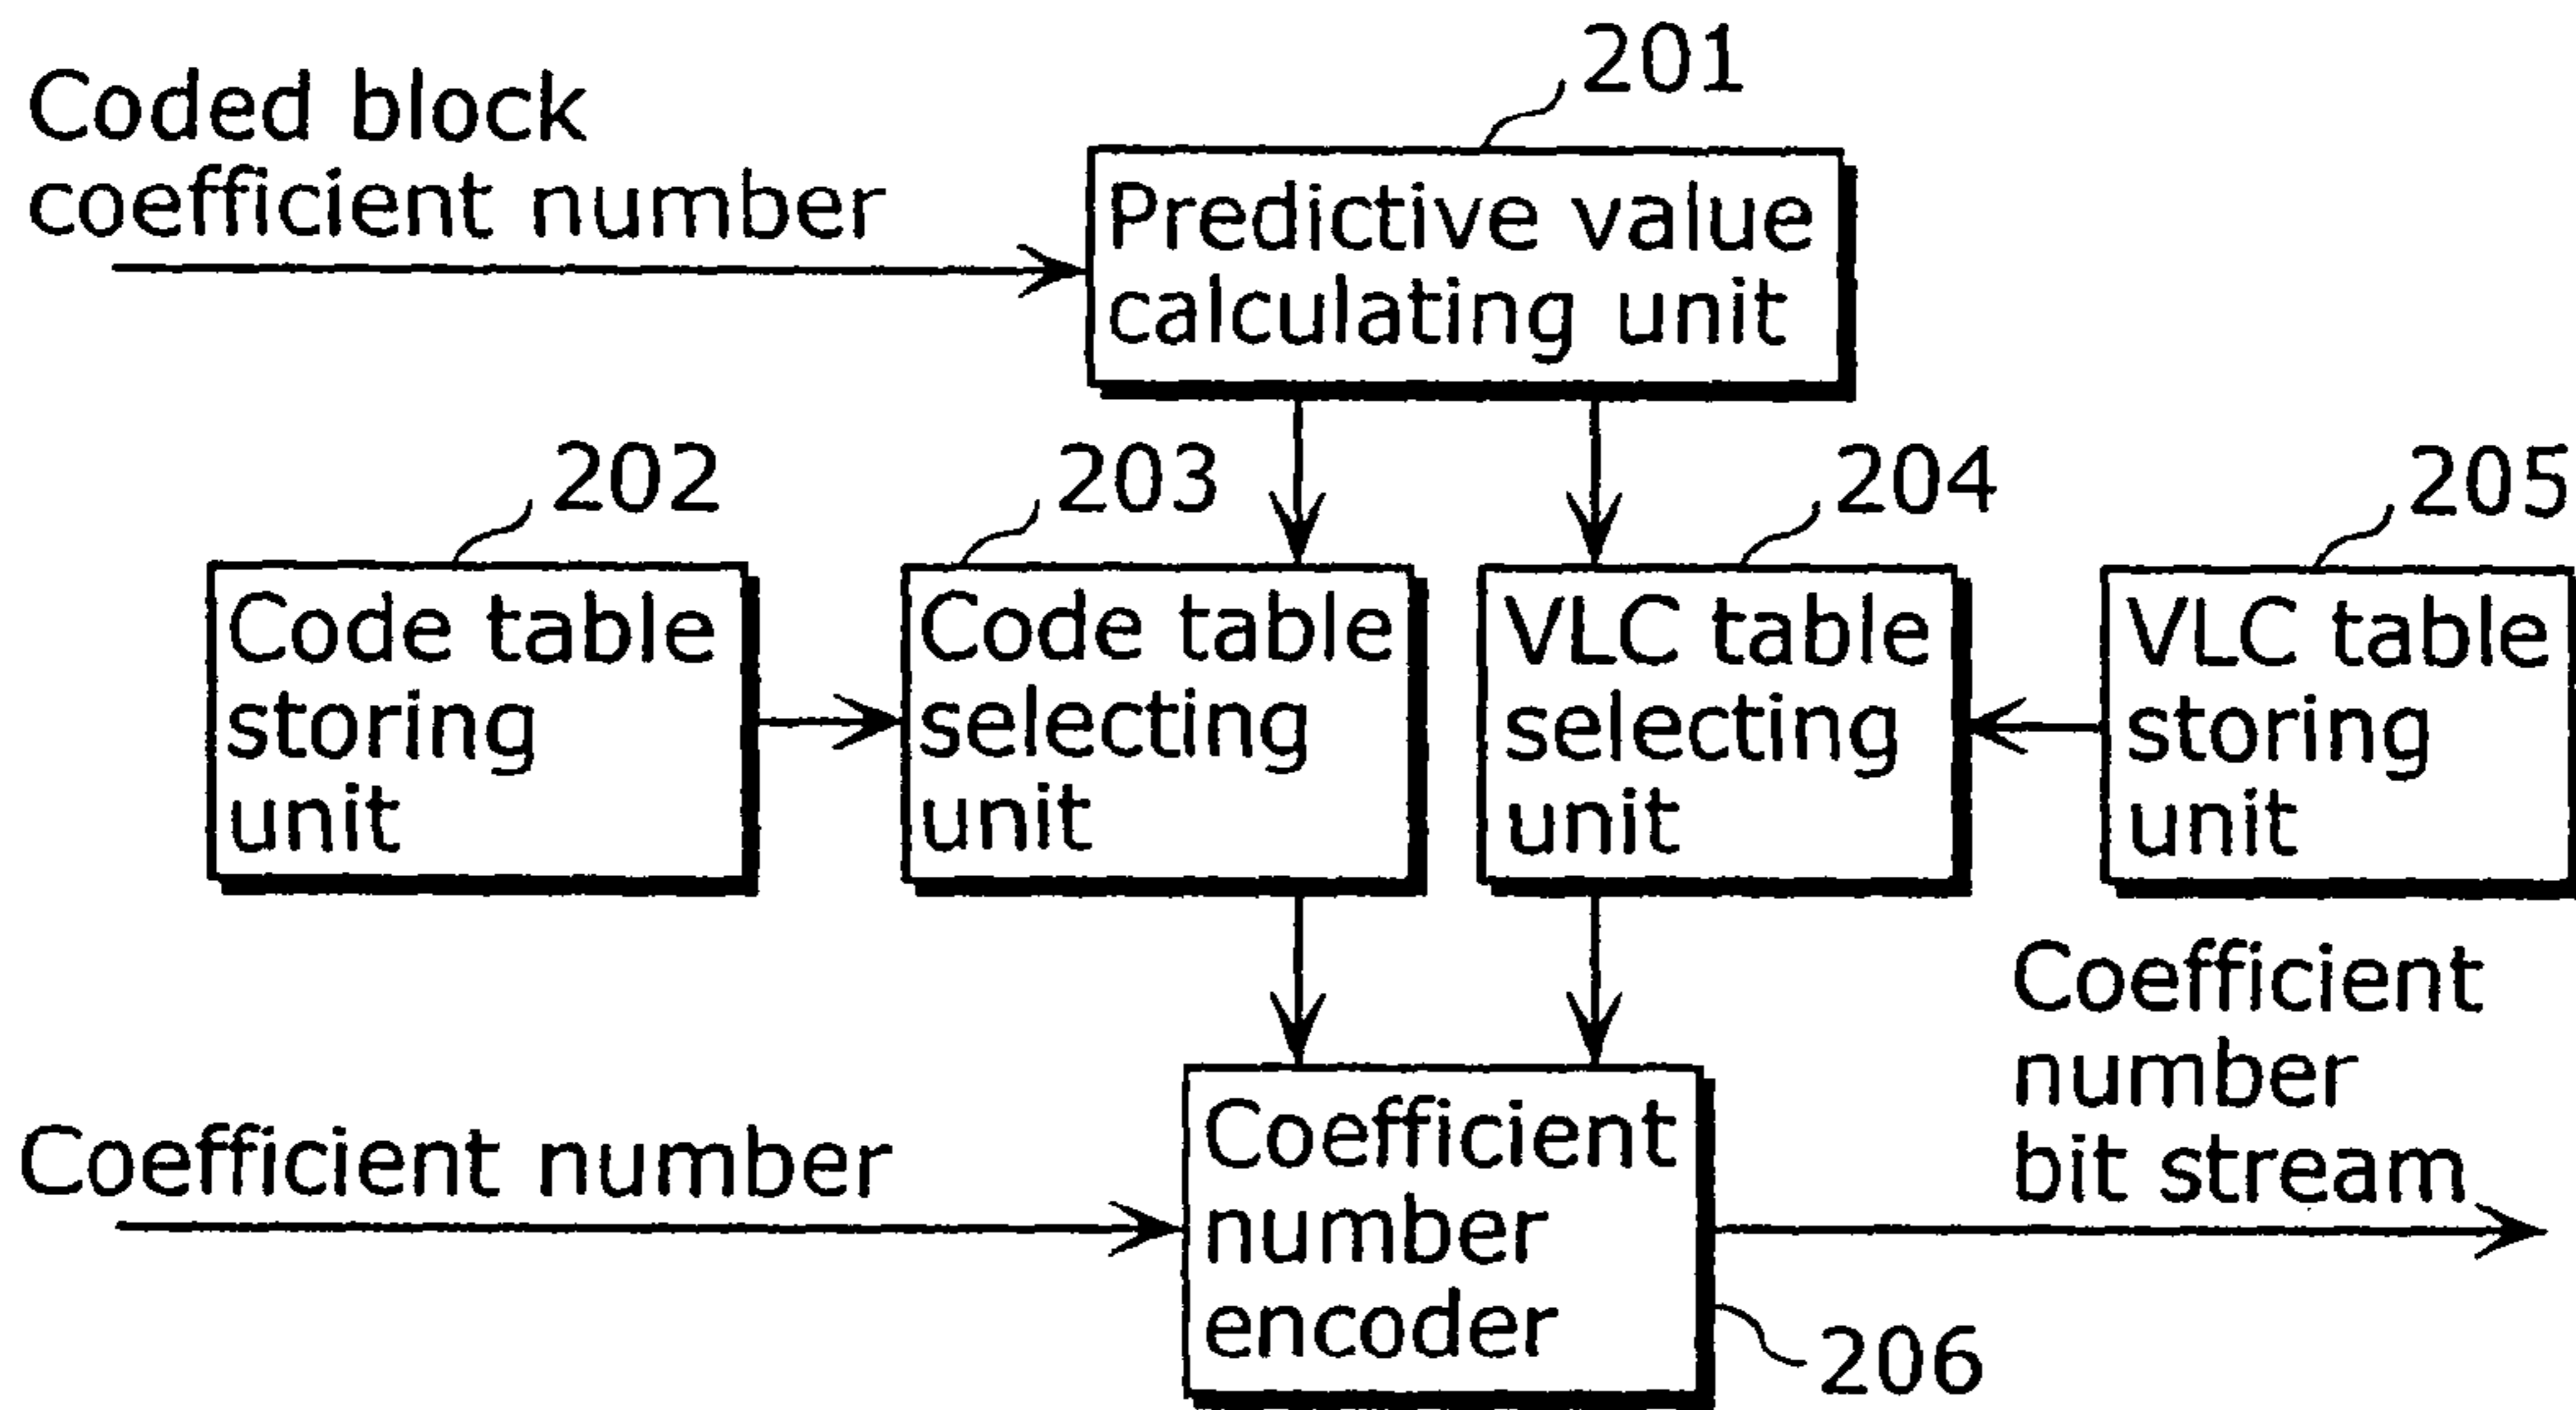 201
Coded block
coefficient number
Predictive value
calculating unit
202
203
204
205
Code table
storing
unit
Code table
selecting
unit
VLC table
selecting
unit
VLC table
storing
unit
Coefficient number
Coefficient
number
encoder
Coefficient
number
bit stream
206